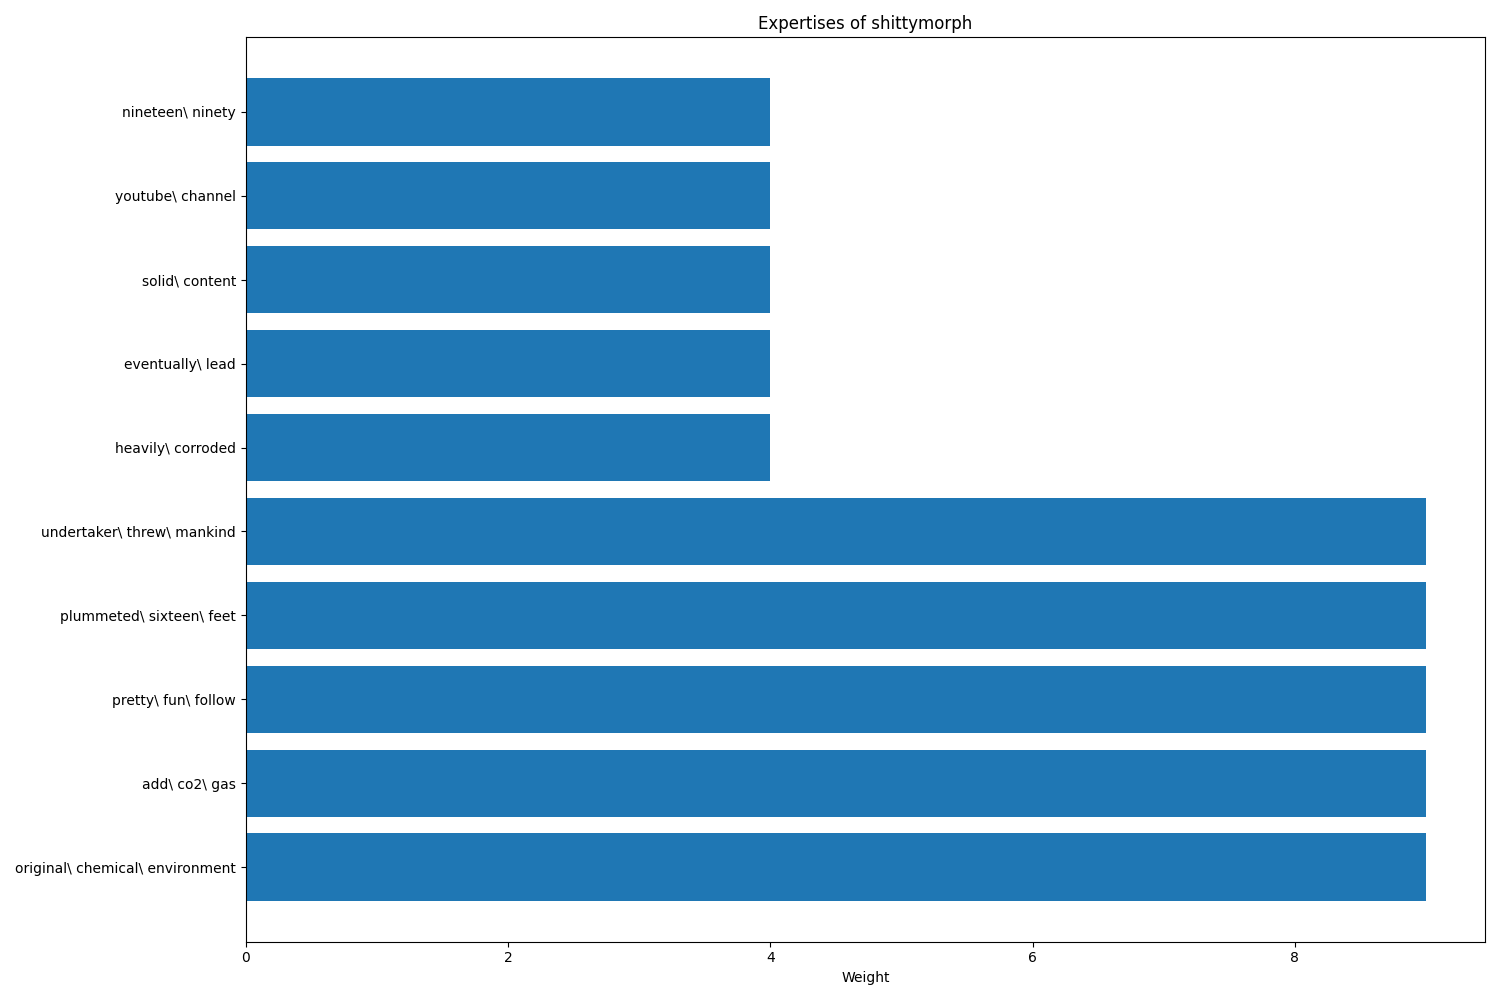 Expertises of shittymorph
nineteen\ ninety
youtube\ channel
solid\ content
eventually\ lead
heavily\ corroded
undertaker\ threw\ mankind
plummeted\ sixteen\ feet
pretty\ fun\ follow
add\ co2\ gas
original\ chemical\ environment
0 2 4 6 8
Weight